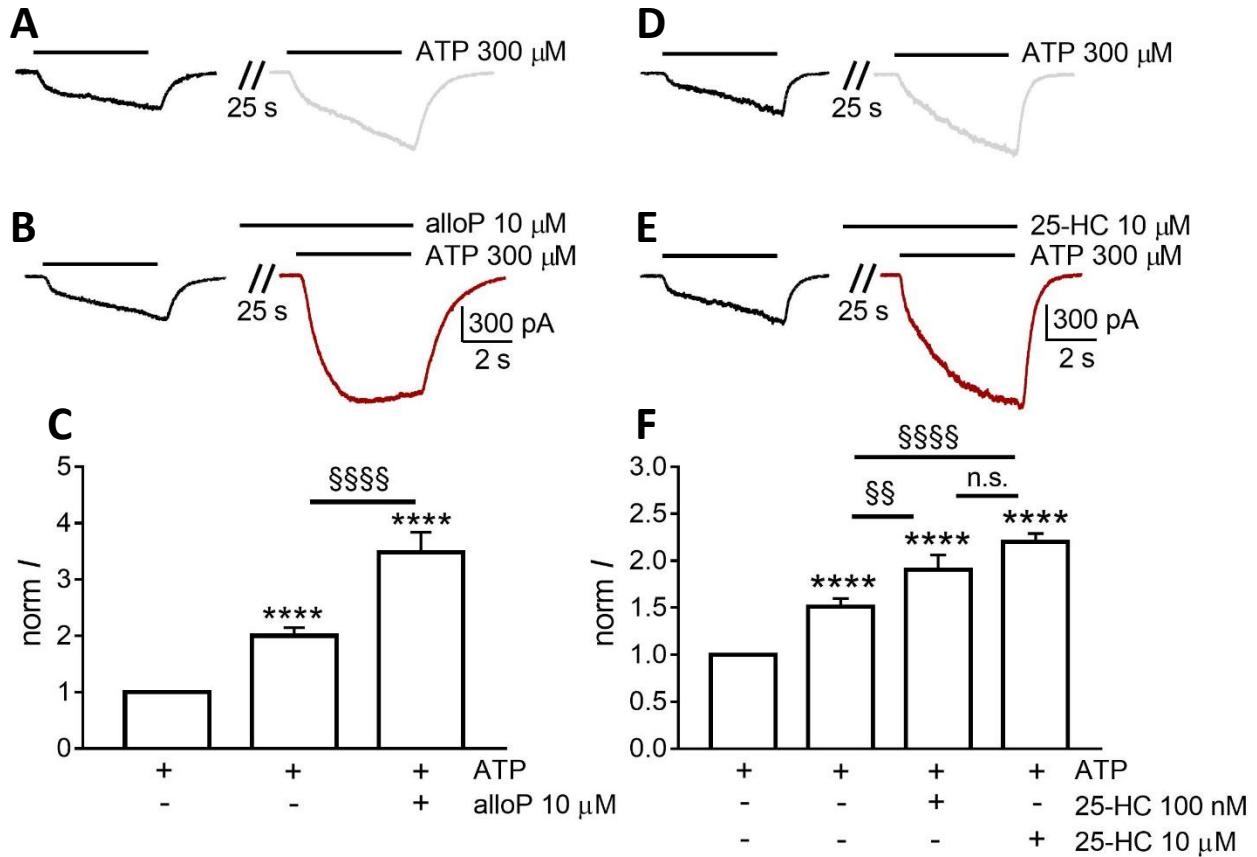 A
ATP 300 μM
25 s
B
alloP 10 μM
ATP 300 μM
25 s
300 pA
2 s
C
§§§§
****
****
norm I
5
4
3
2
1
0
+ + + ATP
- - + alloP 10 μM
D
ATP 300 μM
25 s
E
25-HC 10 μM
ATP 300 μM
25 s
300 pA
2 s
F
§§§§
§§
n.s.
****
****
****
norm I
3.0
2.5
2.0
1.5
1.0
0.5
0.0
+ + + + ATP
- - + - 25-HC 100 nM
- - - + 25-HC 10 μM